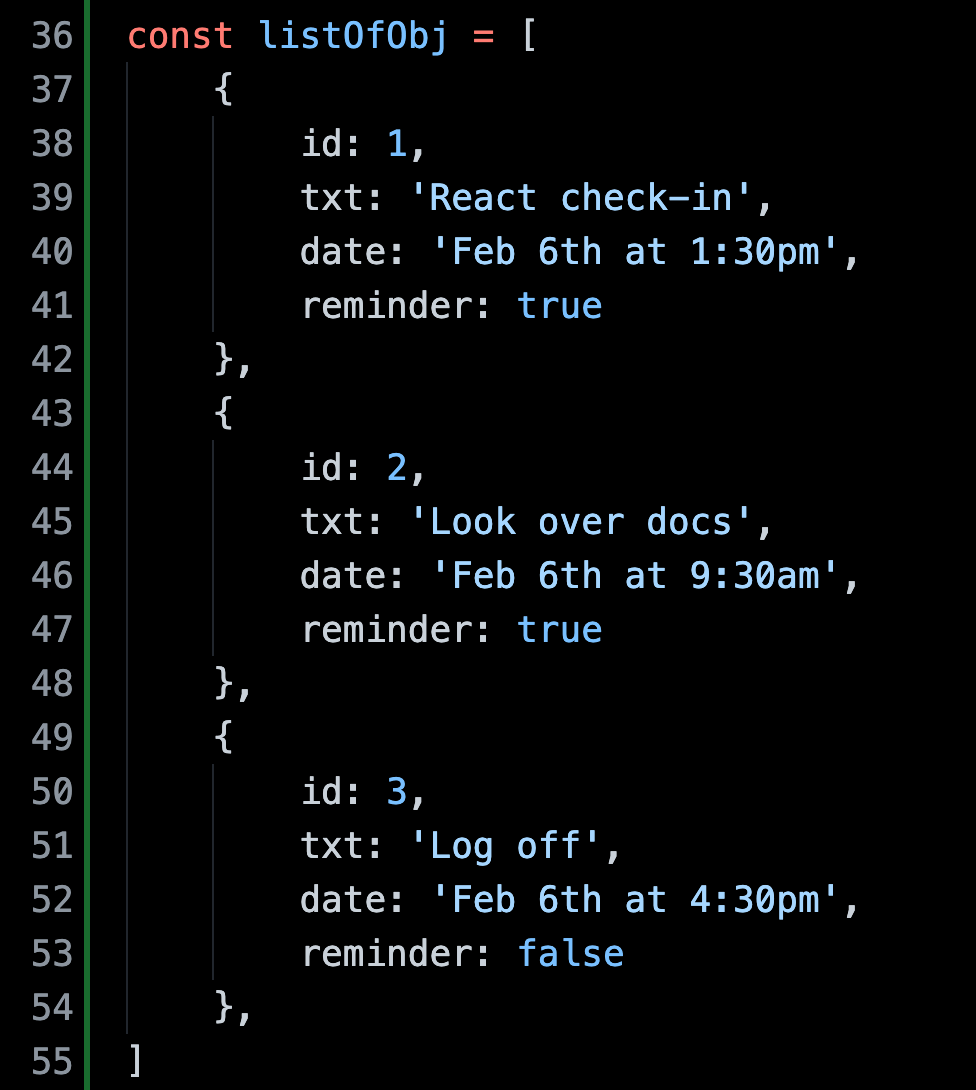 36 const listOfObj = [
37 {
38 id: 1,
39 txt: 'React check-in',
40 date: 'Feb 6th at 1:30pm',
41 reminder: true
42 },
43 {
44 id: 2,
45 txt: 'Look over docs',
46 date: 'Feb 6th at 9:30am',
47 reminder: true
48 },
49 {
50 id: 3,
51 txt: 'Log off',
52 date: 'Feb 6th at 4:30pm',
53 reminder: false
54 },
55 ]